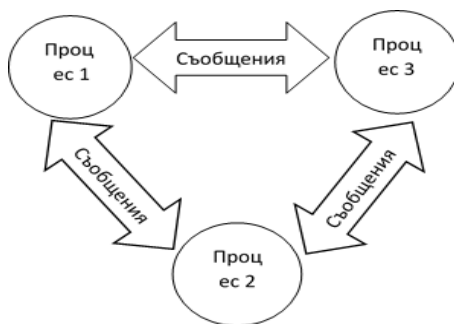 Проц
ес 1
Съобщения
Проц
ес 3
Съобщения
Съобщения
Проц
ес 2